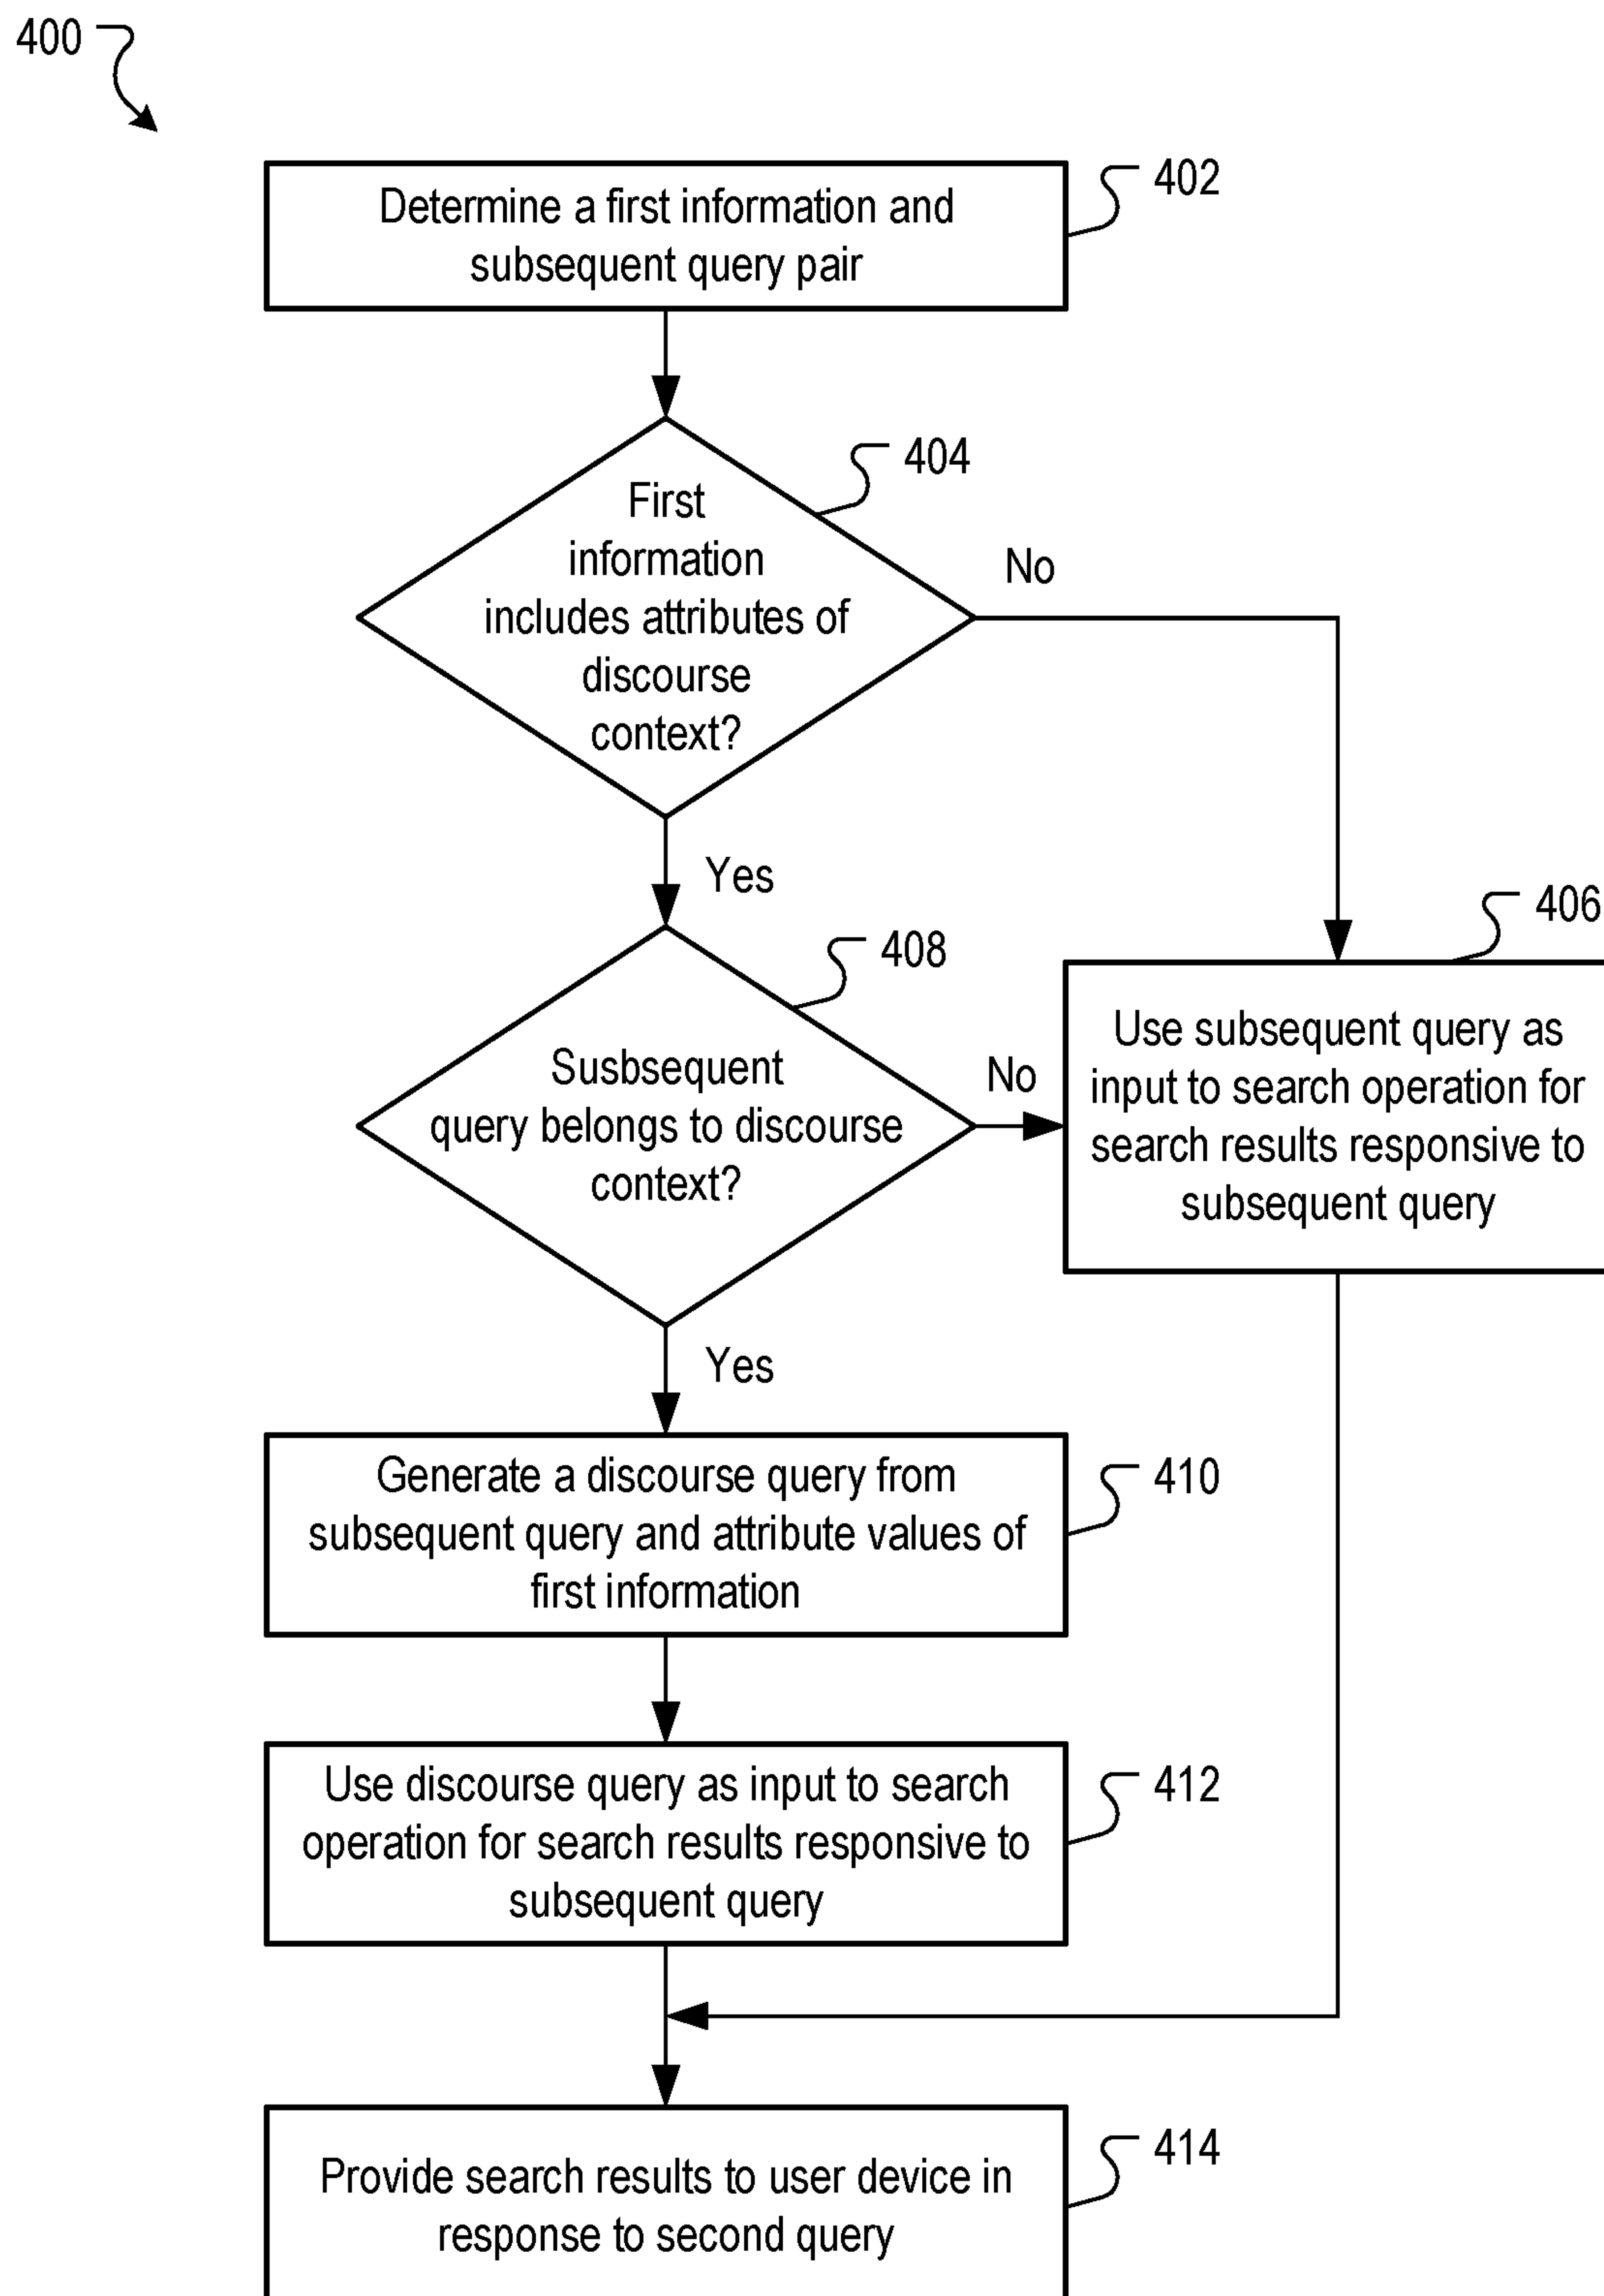 400
402
Determine a first information and
subsequent query pair
404
First
information
includes attributes of
discourse
context?
No
Yes
406
408
Susbsequent
query belongs to discourse
context?
No
Use subsequent query as
input to search operation for
search results responsive to
subsequent query
Yes
Generate a discourse query from
subsequent query and attribute values of
first information
410
Use discourse query as input to search
operation for search results responsive to
subsequent query
412
Provide search results to user device in
response to second query
414